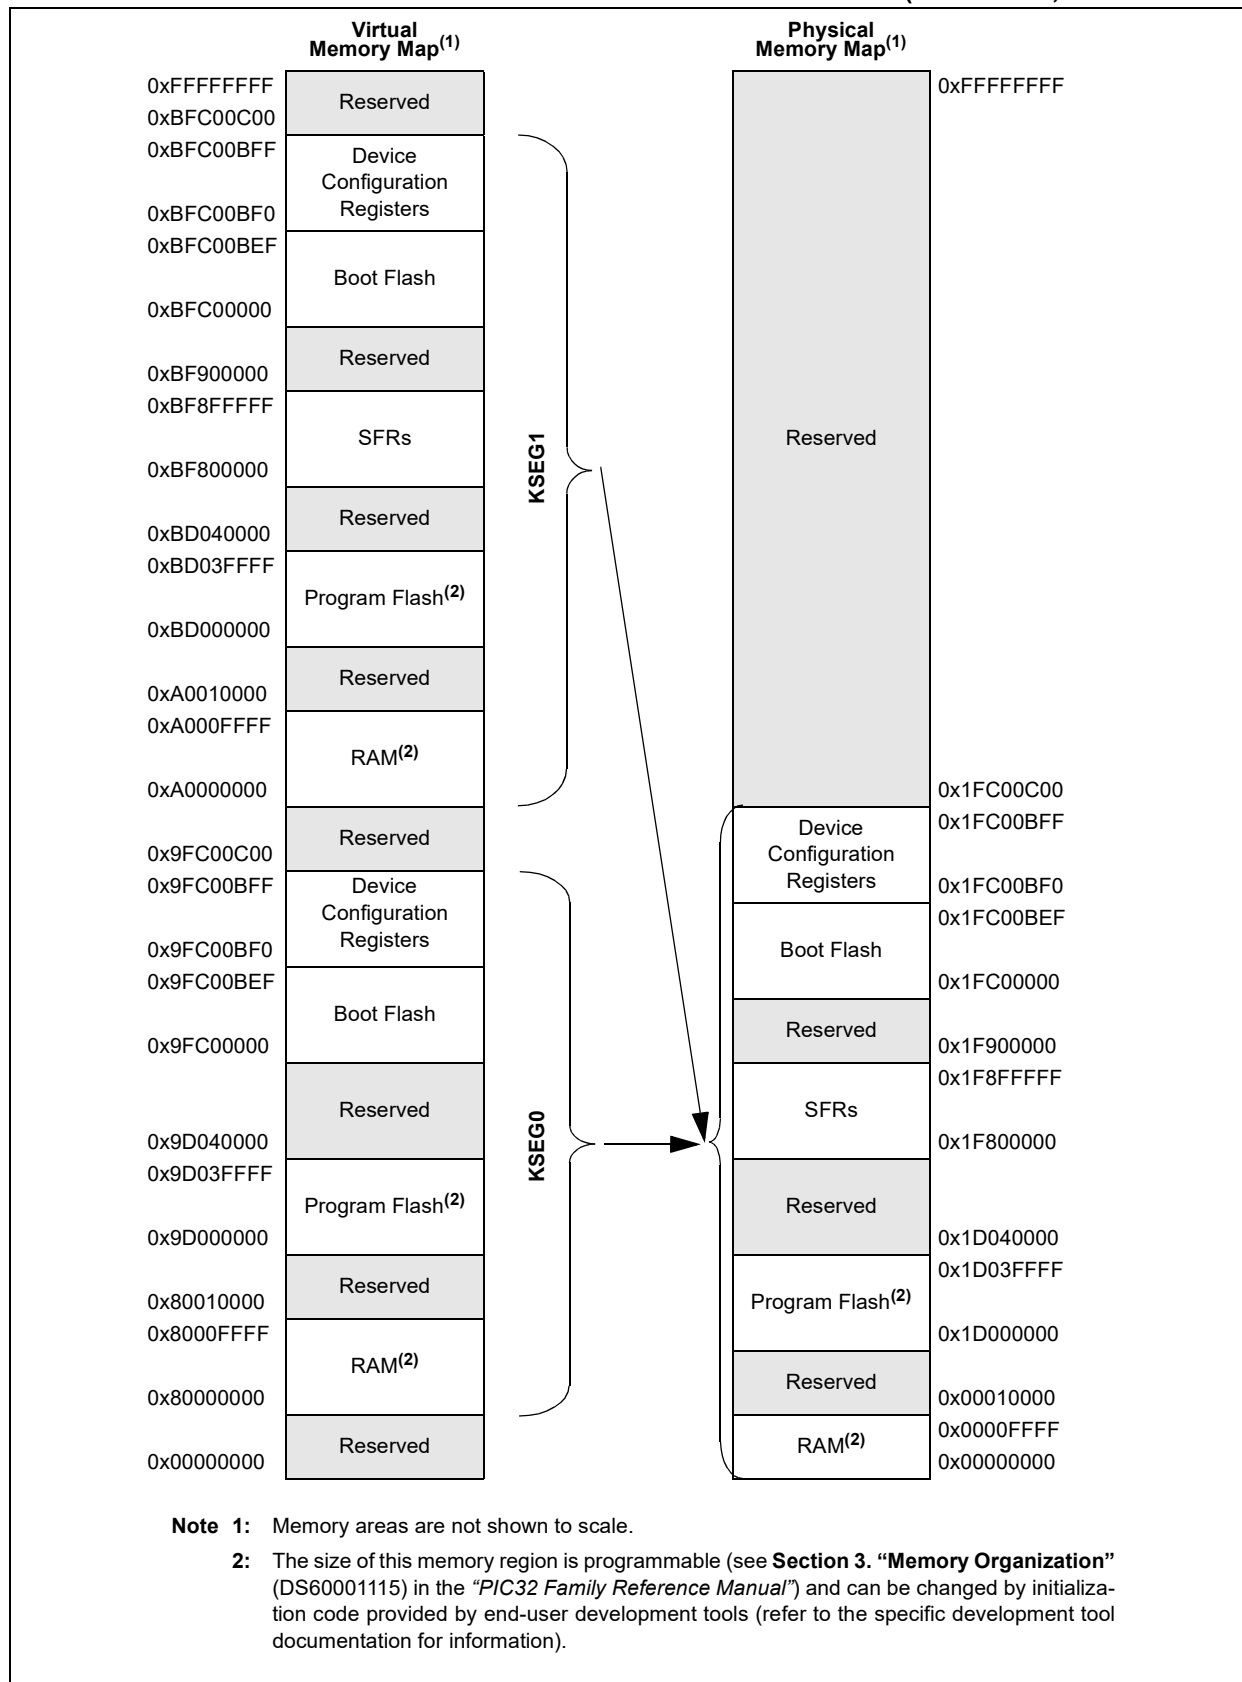 Virtual
Memory Map(1)
0xFFFFFFFF
Reserved
0xBFC00C00
0xBFC00BFF
Device
Configuration
Registers
0xBFC00BF0
0xBFC00BEF
Boot Flash
0xBFC00000
Reserved
0xBF900000
0xBF8FFFFF
SFRs
0xBF800000
Reserved
0xBD040000
0xBD03FFFF
Program Flash(2)
0xBD000000
Reserved
0xA0010000
0xA000FFFF
RAM(2)
0xA0000000
Reserved
0x9FC00C00
0x9FC00BFF
Device
Configuration
Registers
0x9FC00BF0
0x9FC00BEF
Boot Flash
0x9FC00000
Reserved
0x9D040000
0x9D03FFFF
Program Flash(2)
0x9D000000
Reserved
0x80010000
0x8000FFFF
RAM(2)
0x80000000
Reserved
0x00000000
KSEG1
KSEG0
Physical
Memory Map(1)
0xFFFFFFFF
Reserved
0x1FC00C00
0x1FC00BFF
Device
Configuration
Registers
0x1FC00BF0
0x1FC00BEF
Boot Flash
0x1FC00000
Reserved
0x1F900000
0x1F8FFFFF
SFRs
0x1F800000
Reserved
0x1D040000
0x1D03FFFF
Program Flash(2)
0x1D000000
Reserved
0x00010000
0x0000FFFF
RAM(2)
0x00000000
Note 1: Memory areas are not shown to scale.
2: The size of this memory region is programmable (see Section 3. “Memory Organization”
(DS60001115) in the “PIC32 Family Reference Manual”) and can be changed by initializa-
tion code provided by end-user development tools (refer to the specific development tool
documentation for information).